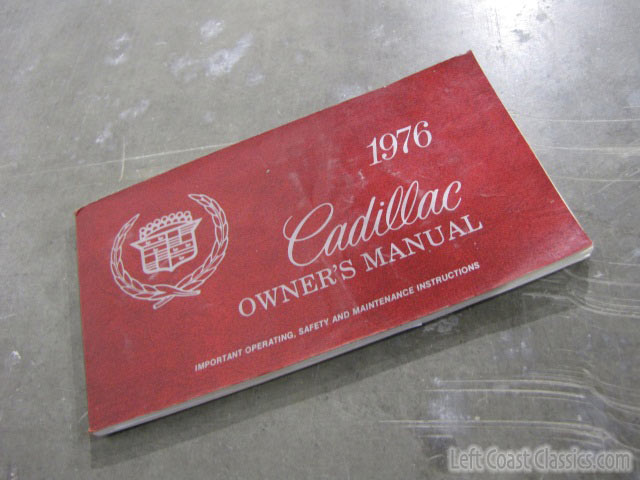 1976
Cadillac
OWNER'S MANUAL
IMPORTANT OPERATING, SAFETY AND MAINTENANCE INSTRUCTIONS
Left Coast Classics.com